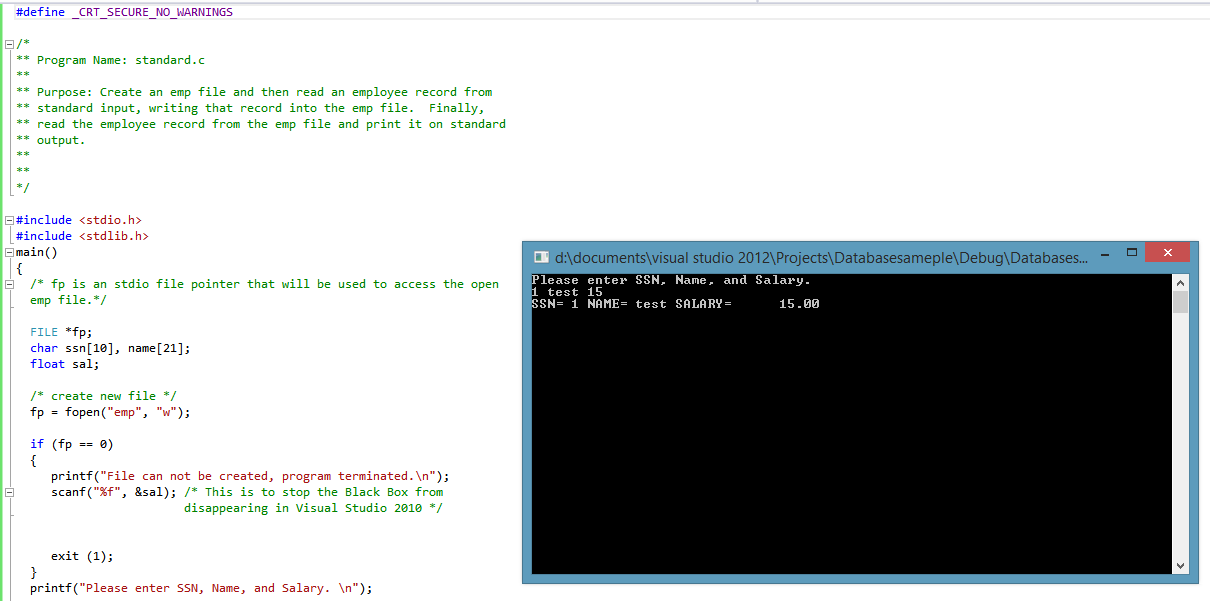 #define _CRT_SECURE_NO_WARNINGS
/*
** Program Name: standard.c
**
** Purpose: Create an emp file and then read an employee record from
** standard input, writing that record into the emp file.  Finally,
** read the employee record from the emp file and print it on standard
** output.
**
**
*/
#include <stdio.h>
#include <stdlib.h>
main()
{
/* fp is an stdio file pointer that will be used to access the open
emp file.*/
FILE *fp;
char ssn[10], name[21];
float sal;
/* create new file */
fp = fopen("emp", "w");
if (fp == 0)
{
printf("File can not be created, program terminated.\n");
scanf("%f", &sal); /* This is to stop the Black Box from
disappearing in Visual Studio 2010 */
exit (1);
}
printf("Please enter SSN, Name, and Salary. \n");
d:\documents\visual studio 2012\Projects\Databasesameple\Debug\Databases...
Please enter SSN, Name, and Salary.
1 test 15
SSN= 1 NAME= test SALARY=      15.00